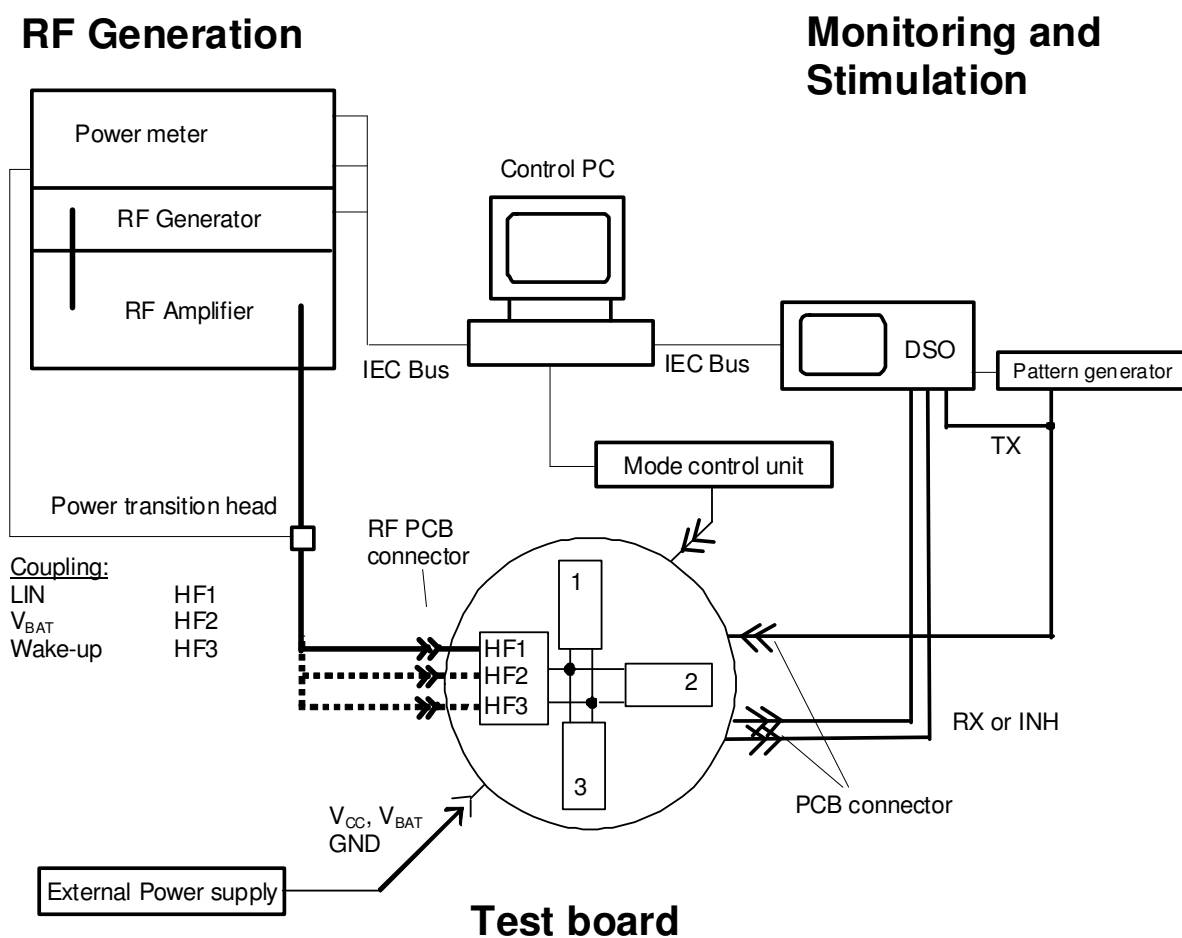 RF Generation
Monitoring and
Stimulation
Power meter
Control PC
RF Generator
RF Amplifier
DSO
IEC Bus
IEC Bus
Pattern generator
TX
Mode control unit
Power transition head
RF PCB
connector
Coupling:
LIN HF1
VBAT HF2
Wake-up HF3
1
HF1
HF2
HF3
2
3
RX or INH
PCB connector
VCC, VBAT
GND
External Power supply
Test board